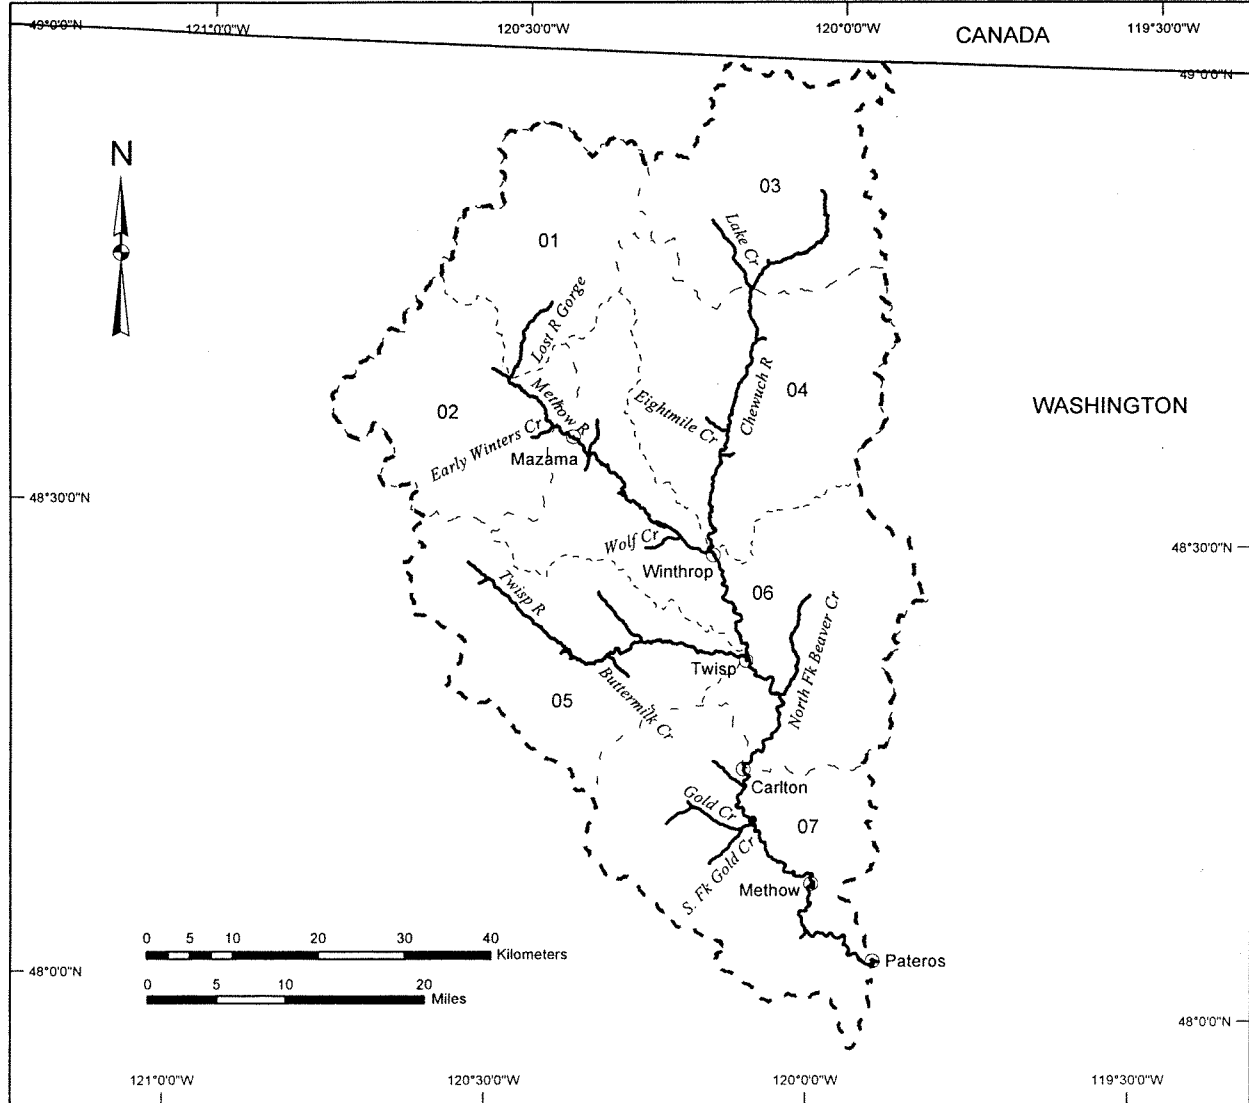 49°0'0"N
121°0'0"W
120°30'0"W
120°0'0"W
119°30'0"W
CANADA
49°0'0"N
N
03
01
Lake Cr
Lost R Gorge
Methow R
02
Early Winters Cr
Mazama
Eightmile Cr
Chewuch R
04
WASHINGTON
48°30'0"N
48°30'0"N
Wolf Cr
Winthrop
06
Twisp R
Twisp
North Fk Beaver Cr
05
Buttermilk Cr
Carlton
Gold Cr
07
S. Fk Gold Cr
Methow
Pateros
0 5 10 20 30 40
Kilometers
0 5 10 20
Miles
48°0'0"N
48°0'0"N
121°0'0"W
120°30'0"W
120°0'0"W
119°30'0"W